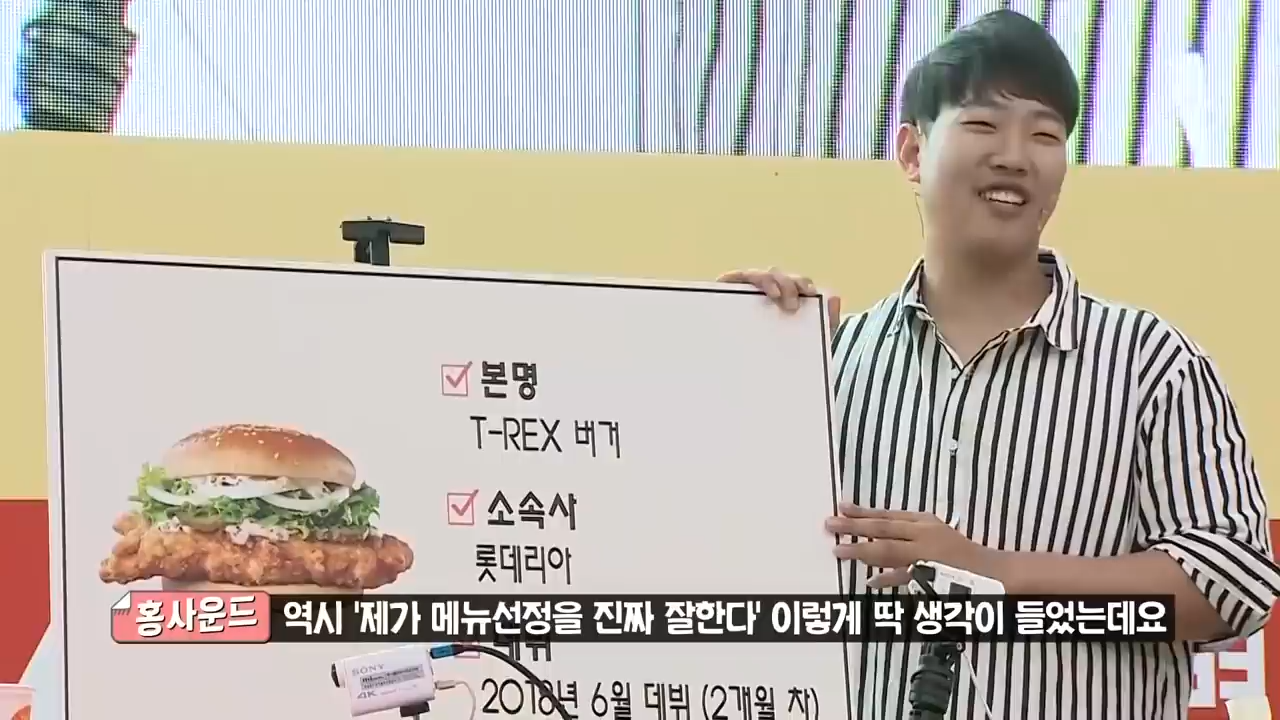 본명
T-REX 버거
소속사
롯데리아
홍사운드
역시 '제가 메뉴선정을 진짜 잘한다' 이렇게 딱 생각이 들었는데요
데뷔
SONY
4K
2018년 6월 데뷔 (2개월 차)